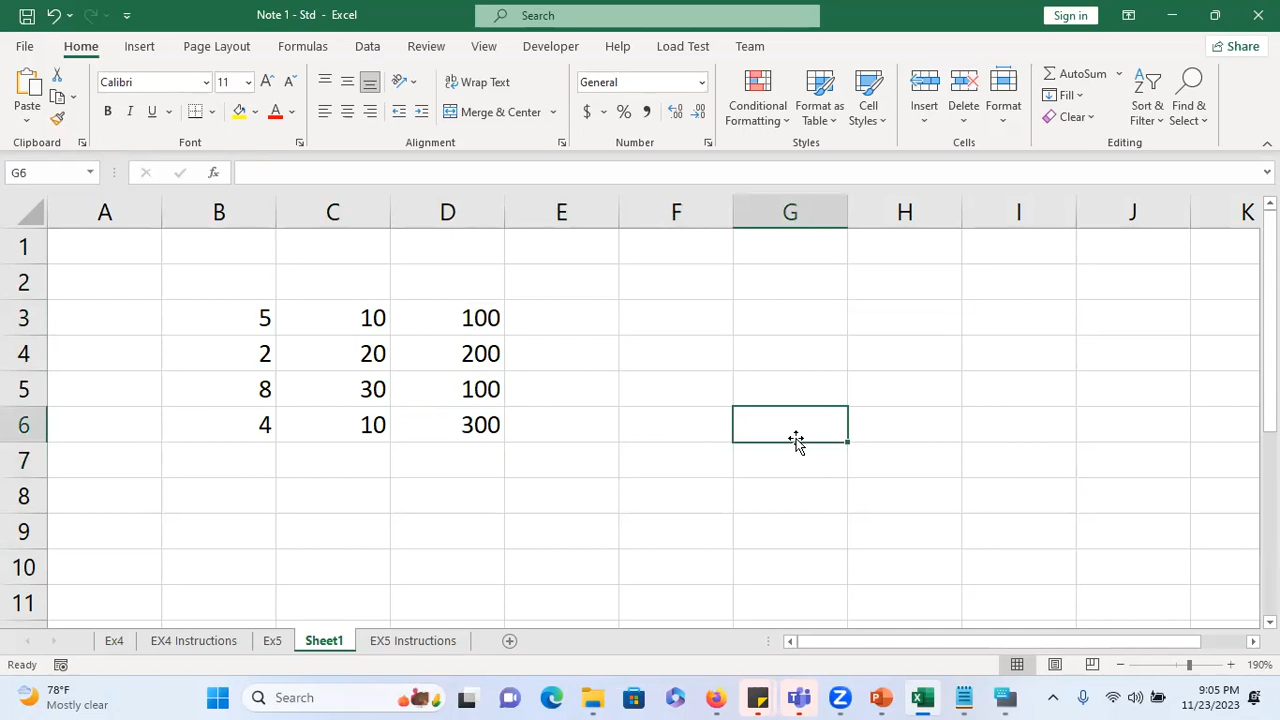 Note 1 - Std - Excel
Search
Sign in
File
Home
Insert
Page Layout
Formulas
Data
Review
View
Developer
Help
Load Test
Team
Share
Paste
Calibri
11
Wrap Text
General
Conditional
Formatting
Format as
Table
Cell
Styles
Insert
Delete
Format
AutoSum
Fill
Clear
Sort &
Filter
Find &
Select
B I U
Merge & Center
$ % ,
Clipboard
Font
Alignment
Number
Styles
Cells
Editing
G6
fx
A B C D E F G H I J K
1
2
3 5 10 100
4 2 20 200
5 8 30 100
6 4 10 300
7
8
9
10
11
Ex4
EX4 Instructions
Ex5
Sheet1
EX5 Instructions
Ready
190%
78°F
Mostly clear
Search
9:05 PM
11/23/2023